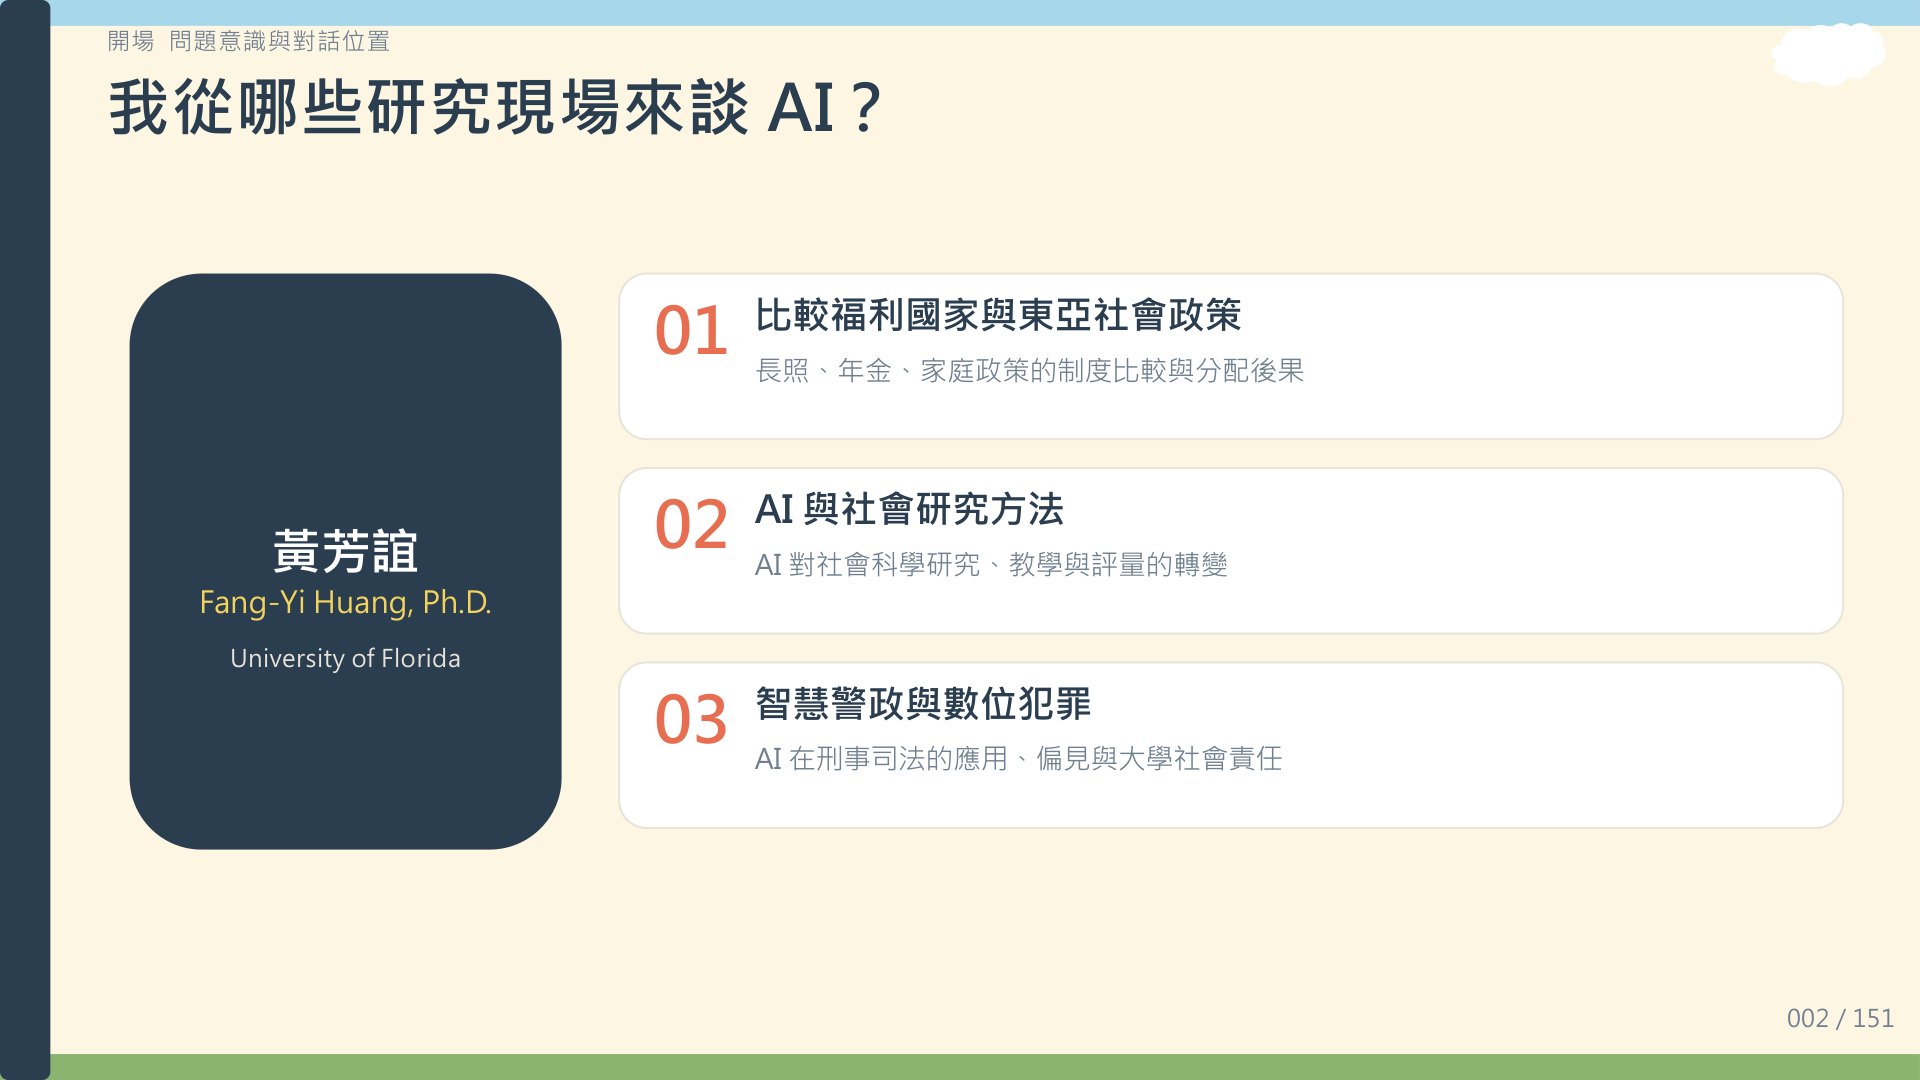 開場 問題意識與對話位置
我從哪些研究現場來談 AI？
黃芳誼
Fang-Yi Huang, Ph.D.
University of Florida
01
比較福利國家與東亞社會政策
長照、年金、家庭政策的制度比較與分配後果
02
AI 與社會研究方法
AI 對社會科學研究、教學與評量的轉變
03
智慧警政與數位犯罪
AI 在刑事司法的應用、偏見與大學社會責任
002 / 151